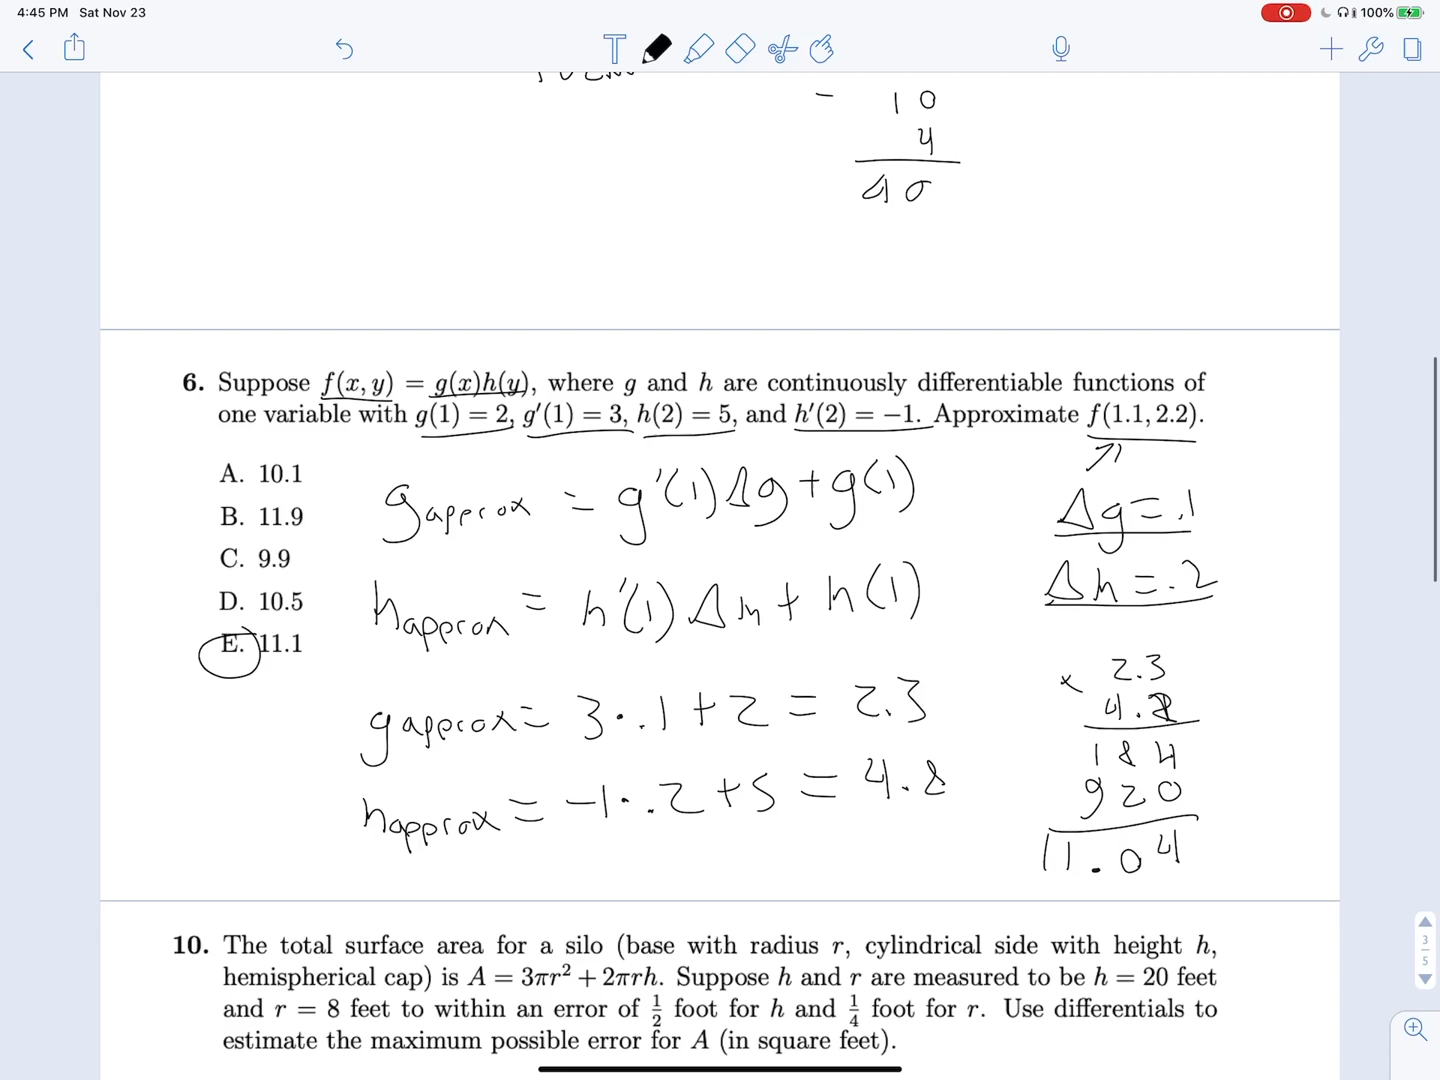 4:45 PM Sat Nov 23
100%
- 10
4
40
6. Suppose f(x, y) = g(x)h(y), where g and h are continuously differentiable functions of
one variable with g(1) = 2, g′(1) = 3, h(2) = 5, and h′(2) = −1. Approximate f(1.1, 2.2).
A. 10.1
B. 11.9
C. 9.9
D. 10.5
E. 11.1
g approx = g'(1) Δg + g(1)
Δg = .1
h approx = h'(1) Δh + h(1)
Δh = .2
g approx = 3 · .1 + 2 = 2.3
h approx = -1 · .2 + 5 = 4.8
× 2.3
4.8
184
920
11.04
10. The total surface area for a silo (base with radius r, cylindrical side with height h,
hemispherical cap) is A = 3πr² + 2πrh. Suppose h and r are measured to be h = 20 feet
and r = 8 feet to within an error of 1/2 foot for h and 1/4 foot for r. Use differentials to
estimate the maximum possible error for A (in square feet).
3
5